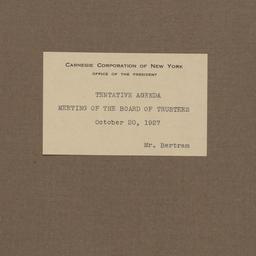 Carnegie Corporation of New York
OFFICE OF THE PRESIDENT
TENTATIVE AGENDA
MEETING OF THE BOARD OF TRUSTEES
October 20, 1927
Mr. Bertram